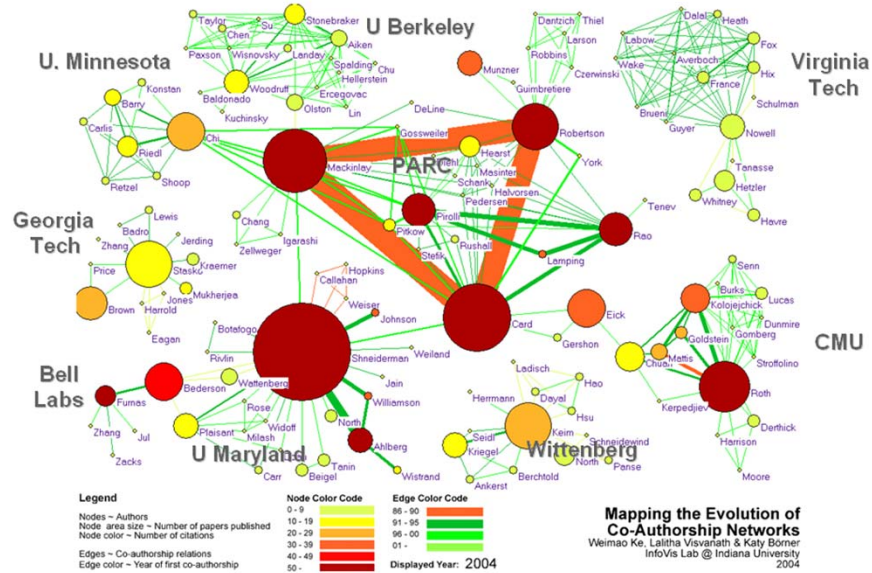 Taylor
Su
Stonebraker
U Berkeley
Dantzich
Thiel
Dalal
Heath
Chen
Labow
Larson
Fox
U. Minnesota
Paxson
Wisnovsky
Landay
Aiken
Robbins
Wake
Averboch
Hix
Virginia
Tech
Spalding
Chu
Hellerstein
Munzner
Czerwinski
France
Konstan
Woodruff
Ercegovac
Guimbretiere
Schulman
Barry
Baldonado
Olston
Lin
DeLine
Bruen
Guyer
Nowell
Kuchinsky
Carlis
Chi
Gossweiler
Robertson
Riedl
Mackinlay
PARC
Hearst
York
Tanasse
Diehl
Masinter
Retzel
Shoop
Schank
Halvorsen
Hetzler
Pedersen
Whitney
Georgia
Tech
Lewis
Badro
Chang
Pirolli
Tenev
Havre
Zhang
Jerding
Igarashi
Pitkow
Rushall
Rao
Zellweger
Stefik
Lamping
Price
Stasko
Kraemer
Hopkins
Senn
Jones
Mukherjea
Callahan
Burks
Lucas
Brown
Harrold
Weiser
Kolojejchick
Dunmire
Johnson
Card
Eick
Goldstein
Gomberg
CMU
Eagan
Botafogo
Weiland
Gershon
Chuah
Mattis
Stroffolino
Rivlin
Shneiderman
Bell
Labs
Wattenberg
Jain
Ladisch
Hao
Roth
Bederson
Williamson
Herrmann
Dayal
Kerpedjiev
Furnas
Rose
Hsu
Derthick
Zhang
Jul
Plaisant
Widoff
North
Seidl
Keim
Schneidewind
Harrison
Milash
U Maryland
Ahlberg
Kriegel
Wittenberg
Zacks
Tanin
Wistrand
North
Panse
Moore
Carr
Beigel
Ankerst
Berchtold
Legend
Nodes ~ Authors
Node area size ~ Number of papers published
Node color ~ Number of citations
Edges ~ Co-authorship relations
Edge color ~ Year of first co-authorship
Node Color Code
0 - 9
10 - 19
20 - 29
30 - 39
40 - 49
50 -
Edge Color Code
86 - 90
91 - 95
96 - 00
01 -
Displayed Year: 2004
Mapping the Evolution of
Co-Authorship Networks
Weimao Ke, Lalitha Visvanath & Katy Börner
InfoVis Lab @ Indiana University
2004